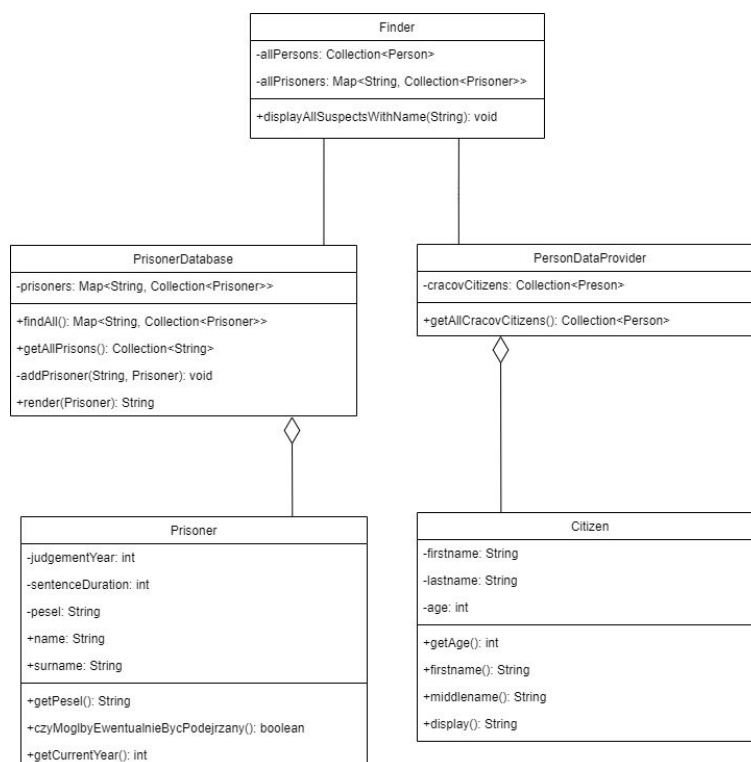 Finder
-allPersons: Collection<Person>
-allPrisoners: Map<String, Collection<Prisoner>>
+displayAllSuspectsWithName(String): void
PrisonerDatabase
-prisoners: Map<String, Collection<Prisoner>>
+findAll(): Map<String, Collection<Prisoner>>
+getAllPrisons(): Collection<String>
-addPrisoner(String, Prisoner): void
+render(Prisoner): String
PersonDataProvider
-cracovCitizens: Collection<Preson>
+getAllCracovCitizens(): Collection<Person>
Prisoner
-judgementYear: int
-sentenceDuration: int
-pesel: String
+name: String
+surname: String
+getPesel(): String
+czyMoglbyEwentualnieBycPodejrzany(): boolean
+getCurrentYear(): int
Citizen
-firstname: String
-lastname: String
-age: int
+getAge(): int
+firstname(): String
+middlename(): String
+display(): String